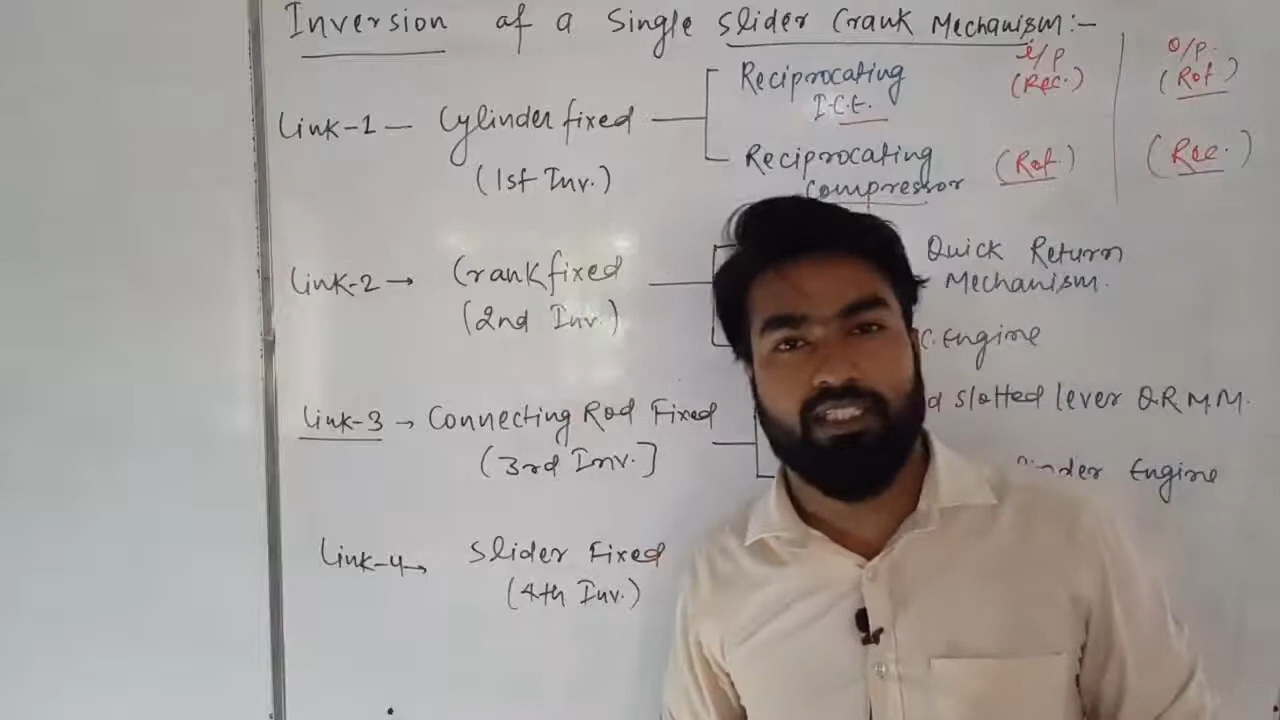 Inversion of a Single Slider Crank Mechanism:-
i/p O/p.
Link-1 — Cylinder fixed Reciprocating I.C.E. (Rec.) (Rot)
(1st Inv.) Reciprocating Compressor (Rot.) (Rec.)
Link-2 → Crank fixed Quick Return Mechanism.
(2nd Inv.) Engine
Link-3 → Connecting Rod Fixed slotted lever Q.R.M.M.
(3rd Inv.] Engine
Link-4→ Slider Fixed
(4th Inv.)